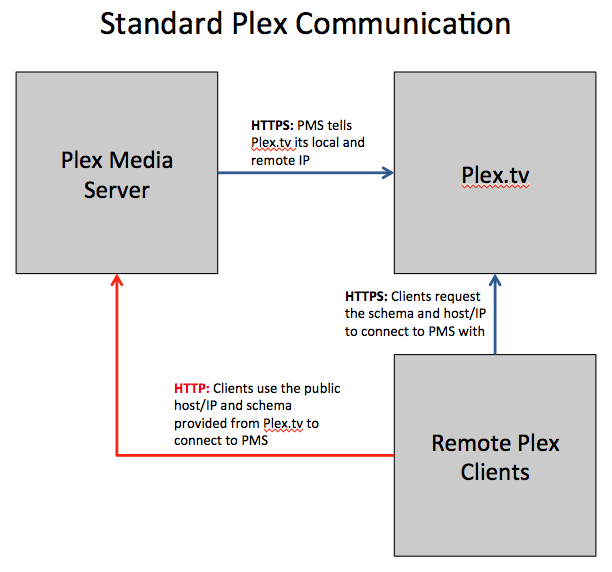 Standard Plex Communication
Plex Media
Server
HTTPS: PMS tells
Plex.tv its local and
remote IP
Plex.tv
HTTPS: Clients request
the schema and host/IP
to connect to PMS with
HTTP: Clients use the public
host/IP and schema
provided from Plex.tv to
connect to PMS
Remote Plex
Clients